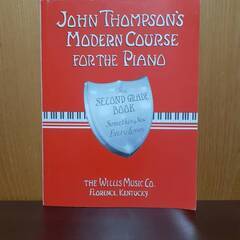 JOHN THOMPSON'S
MODERN COURSE
FOR THE PIANO
The
SECOND GRADE
BOOK
Something New
Every Lesson
THE WILLIS MUSIC CO.
FLORENCE, KENTUCKY